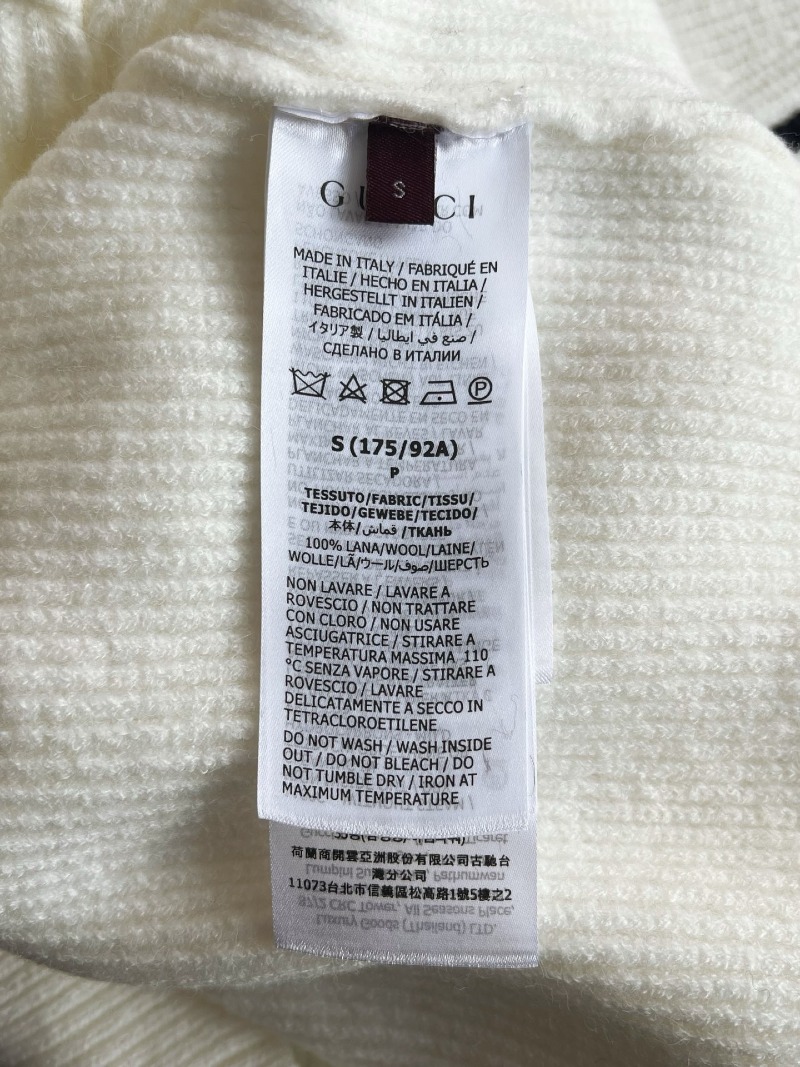 S
GUCCI
MADE IN ITALY / FABRIQUÉ EN
ITALIE / HECHO EN ITALIA /
HERGESTELLT IN ITALIEN /
FABRICADO EM ITÁLIA /
イタリア製 / صنع في ايطاليا /
СДЕЛАНО В ИТАЛИИ
P
S (175/92A)
P
TESSUTO/FABRIC/TISSU/
TEJIDO/GEWEBE/TECIDO/
本体/قماش/ТКАНЬ
100% LANA/WOOL/LAINE/
WOLLE/LÃ/ウール/صوف/ШЕРСТЬ
NON LAVARE / LAVARE A
ROVESCIO / NON TRATTARE
CON CLORO / NON USARE
ASCIUGATRICE / STIRARE A
TEMPERATURA MASSIMA 110
°C SENZA VAPORE / STIRARE A
ROVESCIO / LAVARE
DELICATAMENTE A SECCO IN
TETRACLOROETILENE
DO NOT WASH / WASH INSIDE
OUT / DO NOT BLEACH / DO
NOT TUMBLE DRY / IRON AT
MAXIMUM TEMPERATURE
荷蘭商開雲亞洲股份有限公司古馳台
灣分公司
11073台北市信義區松高路1號5樓之2